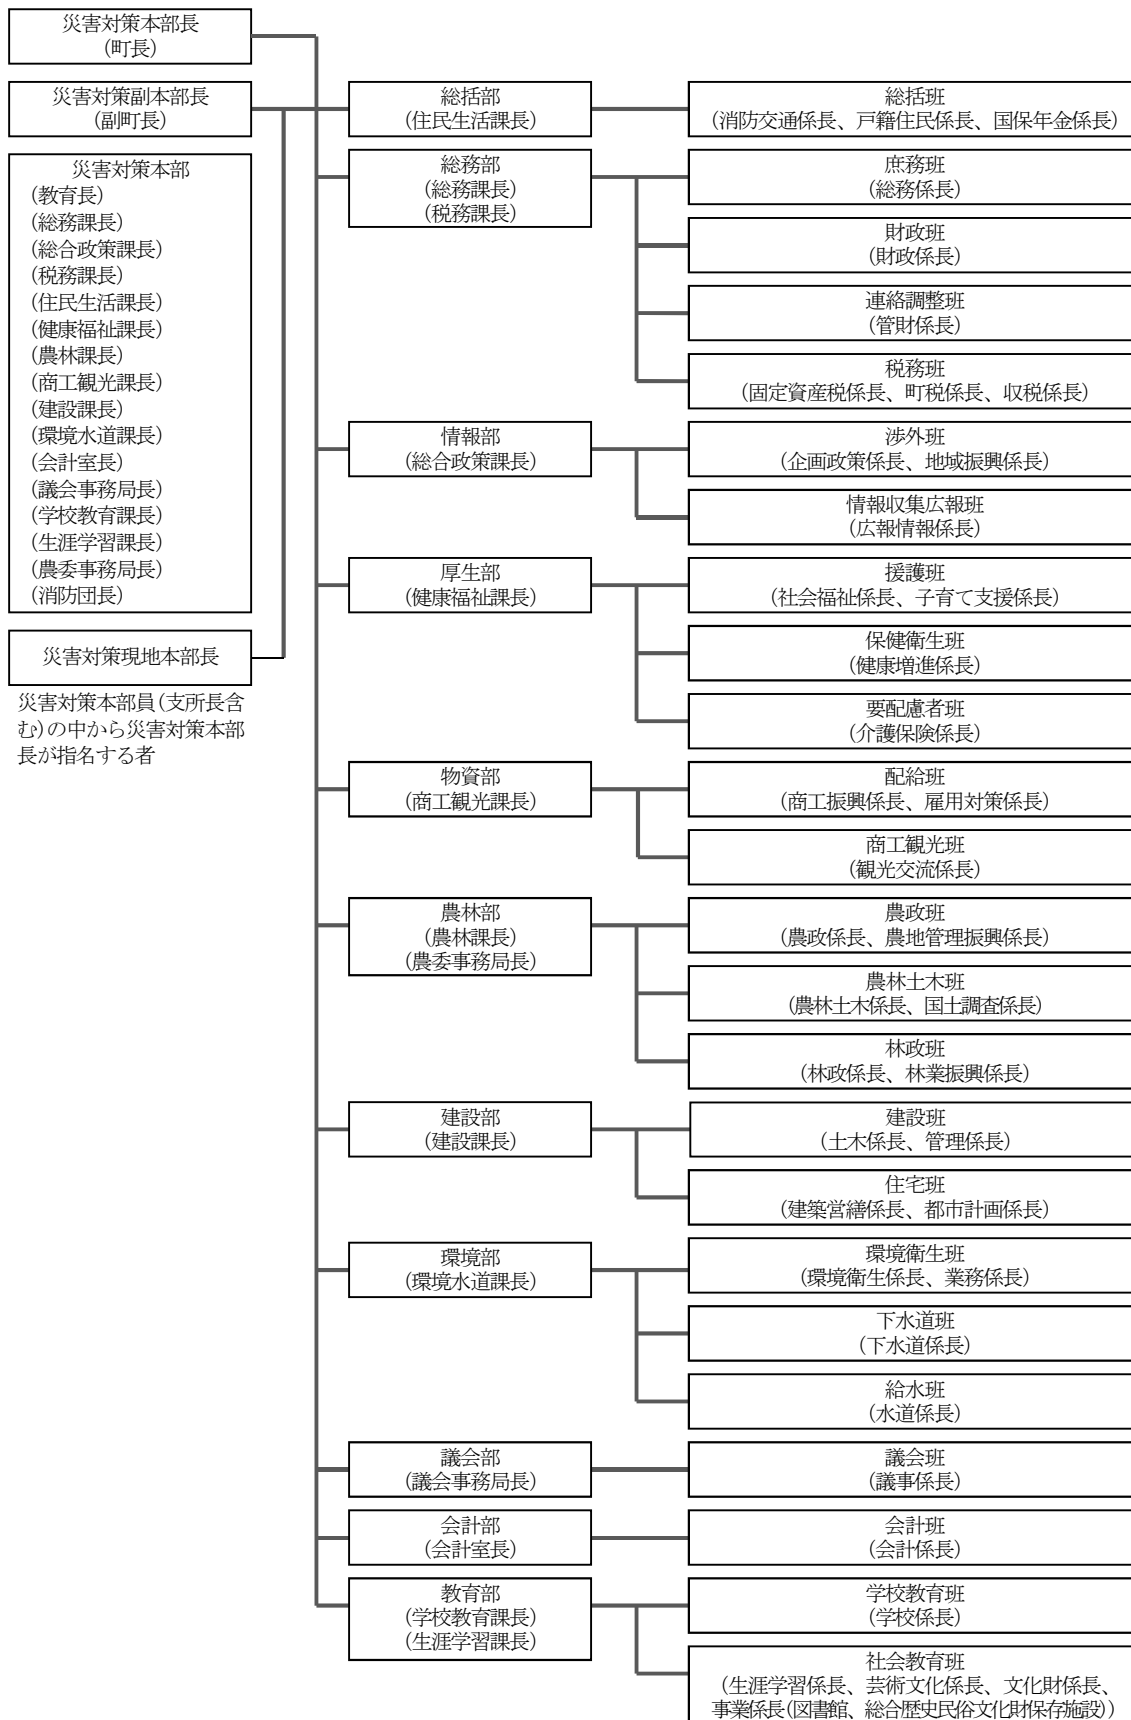 災害対策本部長
(町長)
災害対策副本部長
(副町長)
災害対策本部
(教育長)
(総務課長)
(総合政策課長)
(税務課長)
(住民生活課長)
(健康福祉課長)
(農林課長)
(商工観光課長)
(建設課長)
(環境水道課長)
(会計室長)
(議会事務局長)
(学校教育課長)
(生涯学習課長)
(農委事務局長)
(消防団長)
災害対策現地本部長
災害対策本部員(支所長含
む)の中から災害対策本部
長が指名する者
総括部
(住民生活課長)
総括班
(消防交通係長、戸籍住民係長、国保年金係長)
総務部
(総務課長)
(税務課長)
庶務班
(総務係長)
財政班
(財政係長)
連絡調整班
(管財係長)
税務班
(固定資産税係長、町税係長、収税係長)
情報部
(総合政策課長)
渉外班
(企画政策係長、地域振興係長)
情報収集広報班
(広報情報係長)
厚生部
(健康福祉課長)
援護班
(社会福祉係長、子育て支援係長)
保健衛生班
(健康増進係長)
要配慮者班
(介護保険係長)
物資部
(商工観光課長)
配給班
(商工振興係長、雇用対策係長)
商工観光班
(観光交流係長)
農林部
(農林課長)
(農委事務局長)
農政班
(農政係長、農地管理振興係長)
農林土木班
(農林土木係長、国土調査係長)
林政班
(林政係長、林業振興係長)
建設部
(建設課長)
建設班
(土木係長、管理係長)
住宅班
(建築営繕係長、都市計画係長)
環境部
(環境水道課長)
環境衛生班
(環境衛生係長、業務係長)
下水道班
(下水道係長)
給水班
(水道係長)
議会部
(議会事務局長)
議会班
(議事係長)
会計部
(会計室長)
会計班
(会計係長)
教育部
(学校教育課長)
(生涯学習課長)
学校教育班
(学校係長)
社会教育班
(生涯学習係長、芸術文化係長、文化財係長、
事業係長(図書館、総合歴史民俗文化財保存施設))